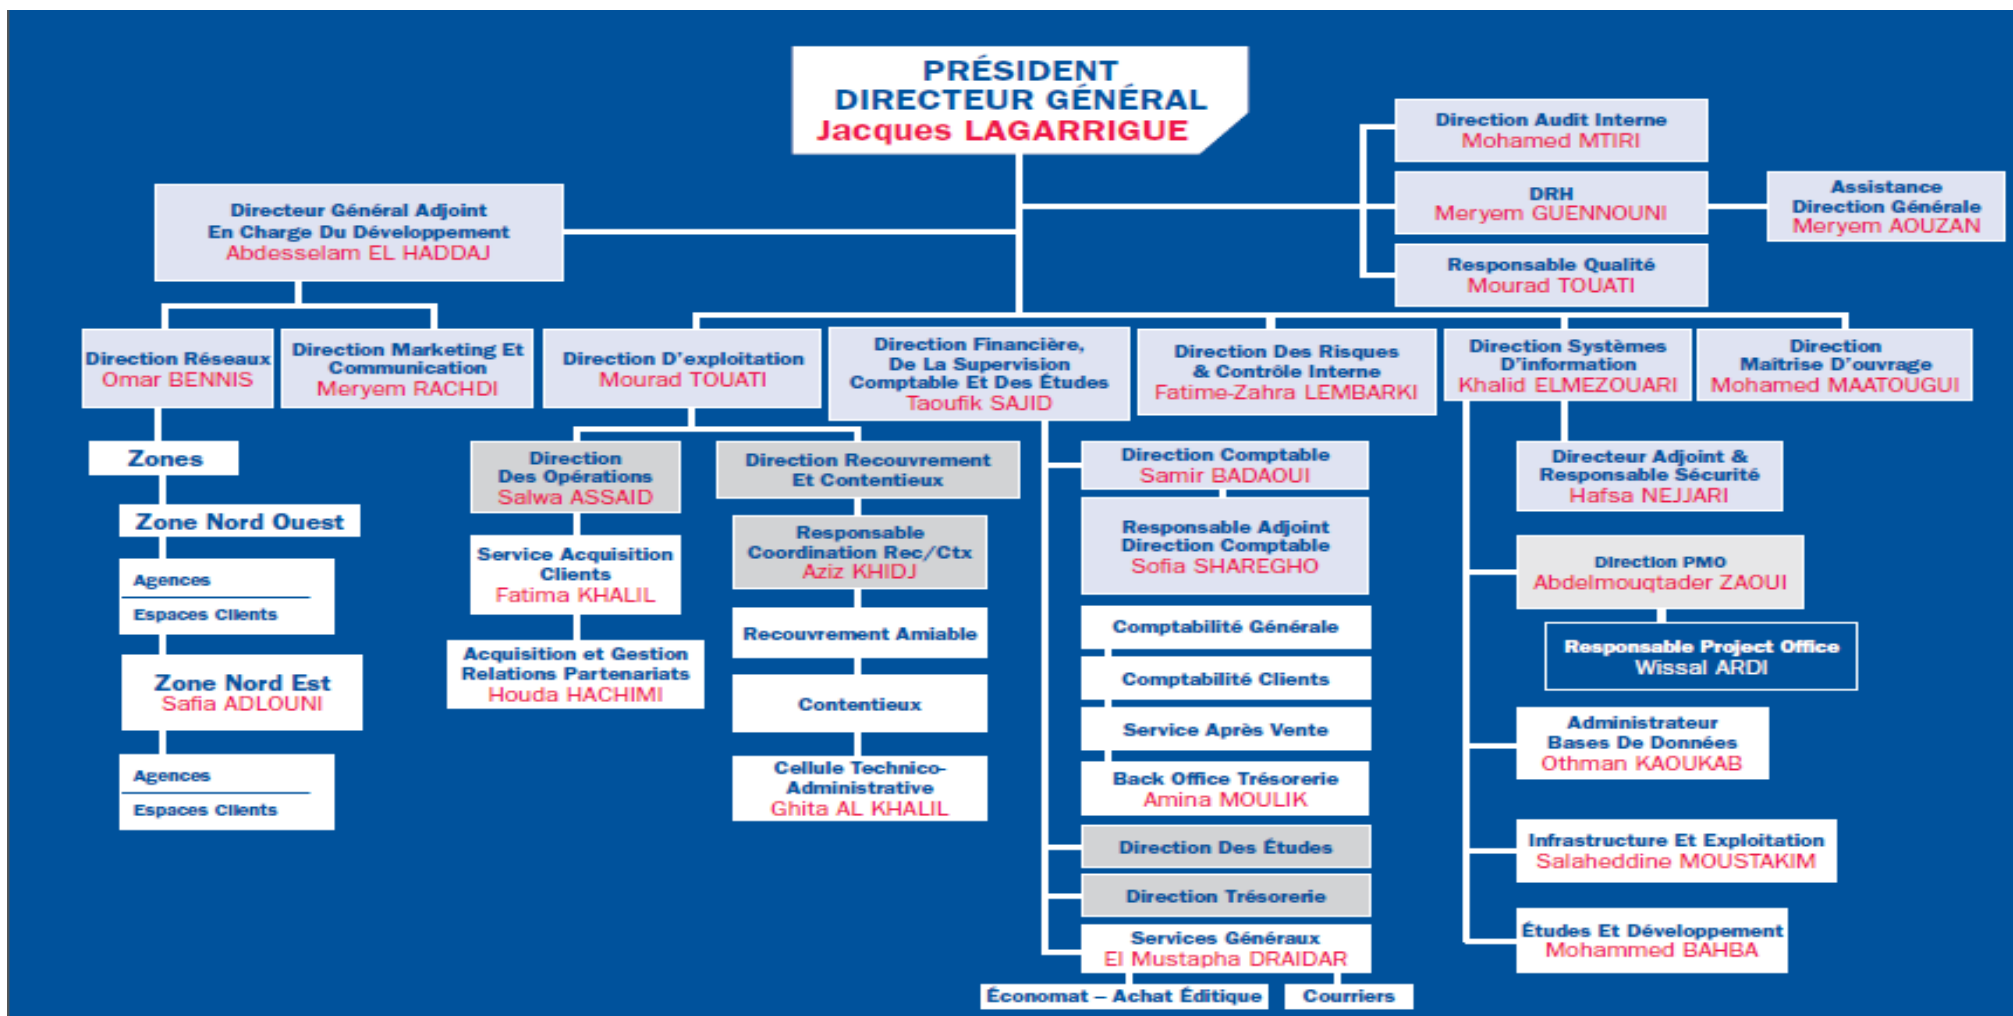 PRÉSIDENT
DIRECTEUR GÉNÉRAL
Jacques LAGARRIGUE
Direction Audit Interne
Mohamed MTIRI
DRH
Meryem GUENNOUNI
Assistance
Direction Générale
Meryem AOUZAN
Responsable Qualité
Mourad TOUATI
Directeur Général Adjoint
En Charge Du Développement
Abdesselam EL HADDAJ
Direction Réseaux
Omar BENNIS
Direction Marketing Et
Communication
Meryem RACHDI
Direction D'exploitation
Mourad TOUATI
Direction Financière,
De La Supervision
Comptable Et Des Études
Taoufik SAJID
Direction Des Risques
& Contrôle Interne
Fatime-Zahra LEMBARKI
Direction Systèmes
D'information
Khalid ELMEZOUARI
Direction
Maîtrise D'ouvrage
Mohamed MAATOUGUI
Zones
Zone Nord Ouest
Agences
Espaces Clients
Zone Nord Est
Safia ADLOUNI
Agences
Espaces Clients
Direction
Des Opérations
Salwa ASSAID
Service Acquisition
Clients
Fatima KHALIL
Acquisition et Gestion
Relations Partenariats
Houda HACHIMI
Direction Recouvrement
Et Contentieux
Responsable
Coordination Rec/Ctx
Aziz KHIDJ
Recouvrement Amiable
Contentieux
Cellule Technico-
Administrative
Ghita AL KHALIL
Direction Comptable
Samir BADAOUI
Responsable Adjoint
Direction Comptable
Sofia SHAREGHO
Comptabilité Générale
Comptabilité Clients
Service Après Vente
Back Office Trésorerie
Amina MOULIK
Direction Des Études
Direction Trésorerie
Services Généraux
El Mustapha DRAIDAR
Économat – Achat Éditique
Courriers
Directeur Adjoint &
Responsable Sécurité
Hafsa NEJJARI
Direction PMO
Abdelmouqtader ZAOUI
Responsable Project Office
Wissal ARDI
Administrateur
Bases De Données
Othman KAOUKAB
Infrastructure Et Exploitation
Salaheddine MOUSTAKIM
Études Et Développement
Mohammed BAHBA